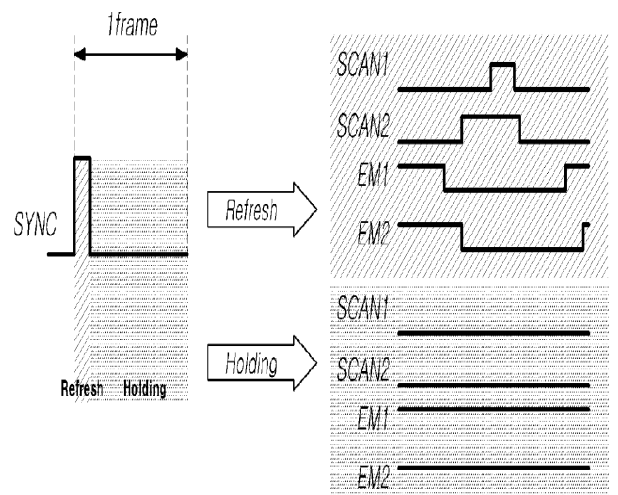 1frame
SYNC
Refresh Holding
Refresh
SCAN1
SCAN2
EM1
EM2
Holding
SCAN1
SCAN2
EM1
EM2